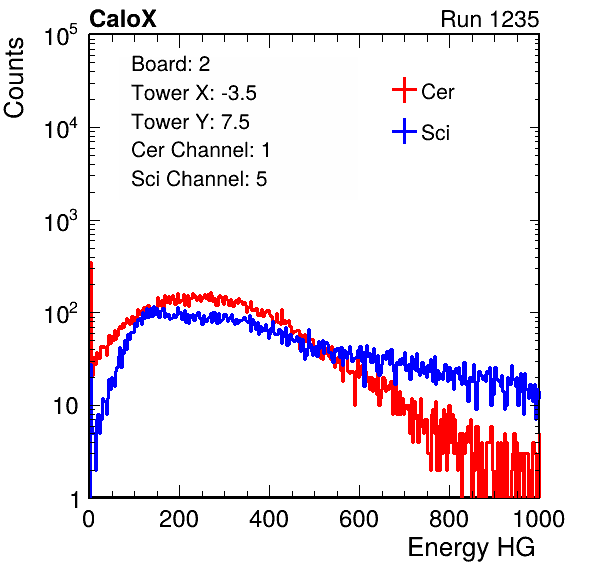 CaloX Run 1235
Counts
10^5
10^4
10^3
10^2
10
1
Board: 2
Tower X: -3.5
Tower Y: 7.5
Cer Channel: 1
Sci Channel: 5
Cer
Sci
0 200 400 600 800 1000
Energy HG